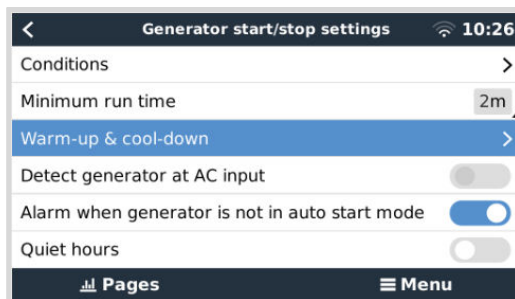 Generator start/stop settings 10:26
Conditions
Minimum run time 2m
Warm-up & cool-down
Detect generator at AC input
Alarm when generator is not in auto start mode
Quiet hours
Pages Menu